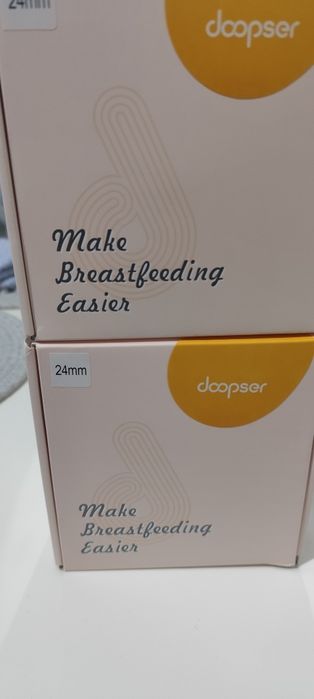 24mm
doopser
Make
Breastfeeding
Easier
24mm
doopser
Make
Breastfeeding
Easier